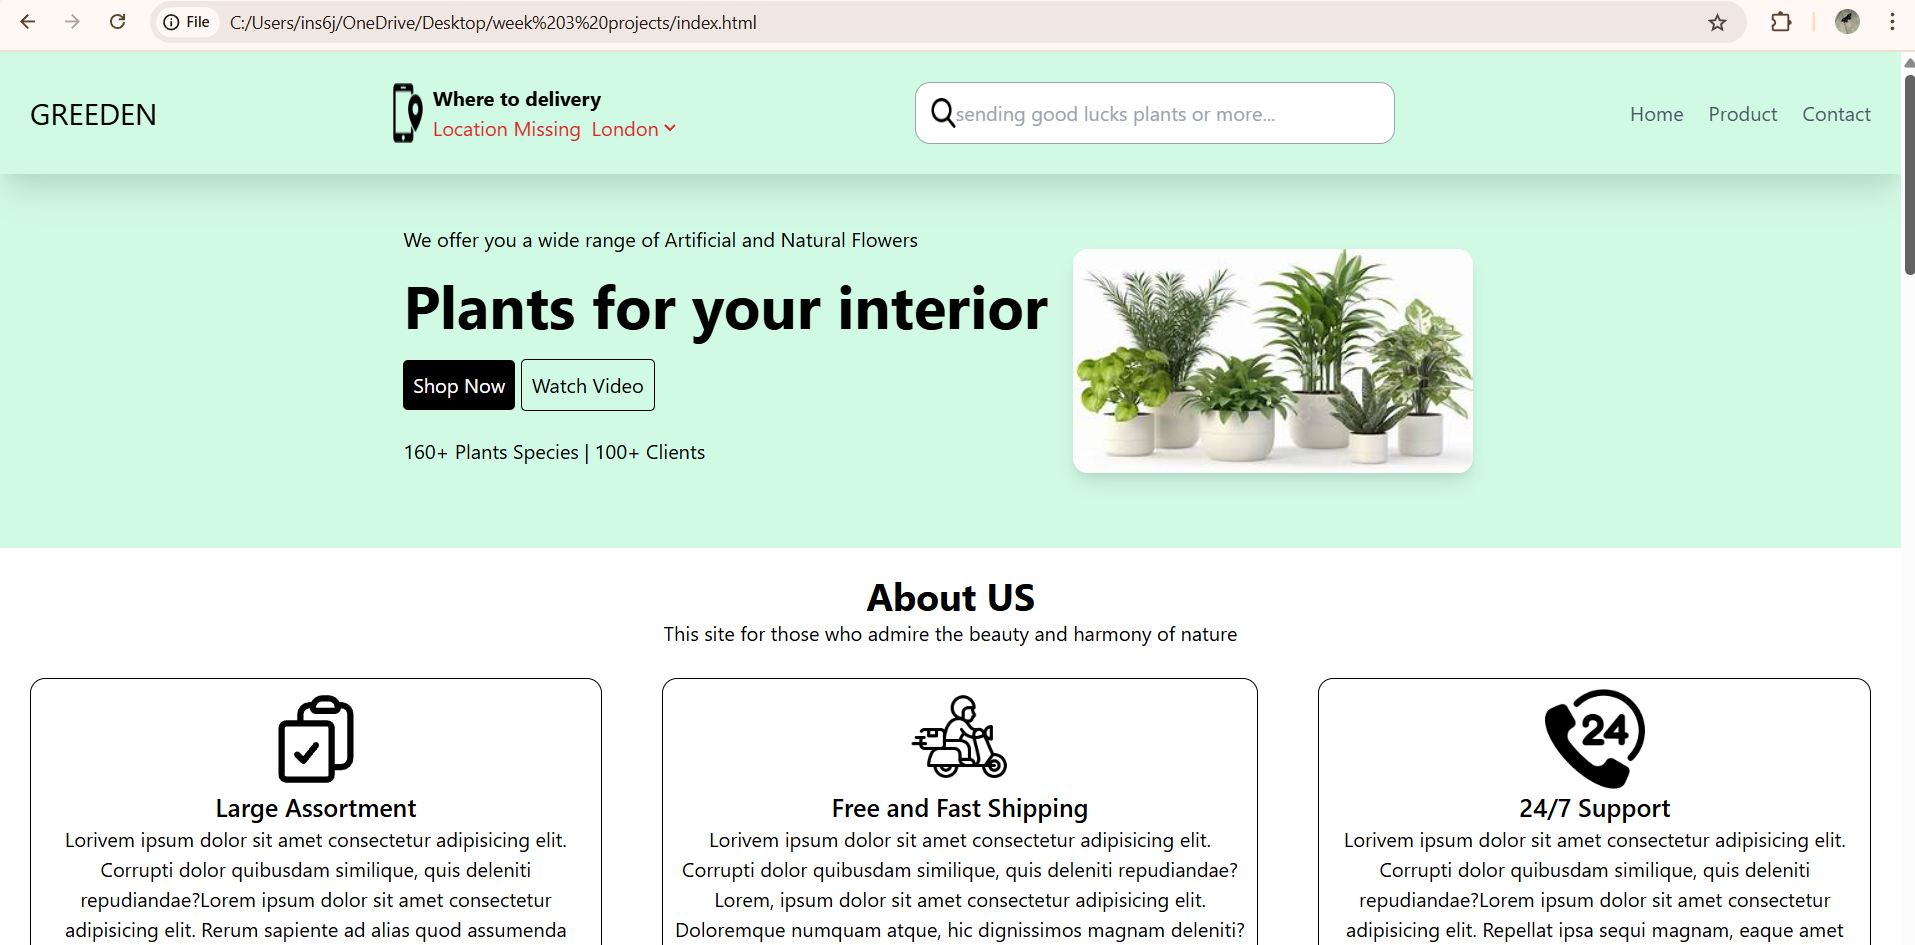 File C:/Users/ins6j/OneDrive/Desktop/week%203%20projects/index.html
GREEDEN
Where to delivery
Location Missing London
sending good lucks plants or more...
Home Product Contact
We offer you a wide range of Artificial and Natural Flowers
Plants for your interior
Shop Now Watch Video
160+ Plants Species | 100+ Clients
About US
This site for those who admire the beauty and harmony of nature
Large Assortment
Lorivem ipsum dolor sit amet consectetur adipisicing elit.
Corrupti dolor quibusdam similique, quis deleniti
repudiandae?Lorem ipsum dolor sit amet consectetur
adipisicing elit. Rerum sapiente ad alias quod assumenda
Free and Fast Shipping
Lorivem ipsum dolor sit amet consectetur adipisicing elit.
Corrupti dolor quibusdam similique, quis deleniti repudiandae?
Lorem, ipsum dolor sit amet consectetur adipisicing elit.
Doloremque numquam atque, hic dignissimos magnam deleniti?
24
24/7 Support
Lorivem ipsum dolor sit amet consectetur adipisicing elit.
Corrupti dolor quibusdam similique, quis deleniti
repudiandae?Lorem ipsum dolor sit amet consectetur
adipisicing elit. Repellat ipsa sequi magnam, eaque amet